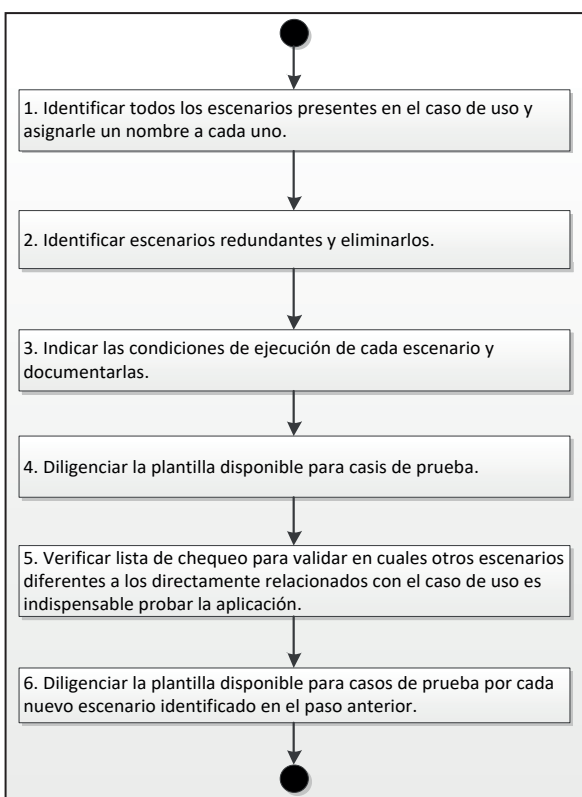 1. Identificar todos los escenarios presentes en el caso de uso y
asignarle un nombre a cada uno.
2. Identificar escenarios redundantes y eliminarlos.
3. Indicar las condiciones de ejecución de cada escenario y
documentarlas.
4. Diligenciar la plantilla disponible para casis de prueba.
5. Verificar lista de chequeo para validar en cuales otros escenarios
diferentes a los directamente relacionados con el caso de uso es
indispensable probar la aplicación.
6. Diligenciar la plantilla disponible para casos de prueba por cada
nuevo escenario identificado en el paso anterior.